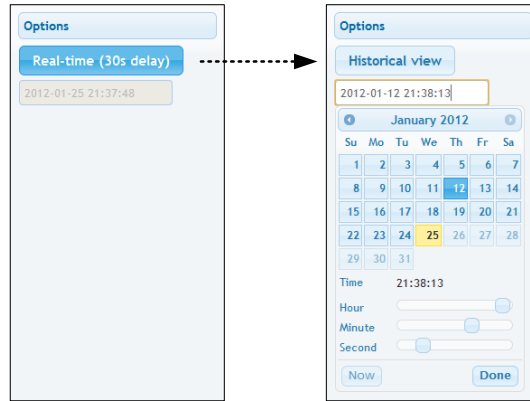 Options
Real-time (30s delay)
2012-01-25 21:37:48
Options
Historical view
2012-01-12 21:38:13
January 2012
Su Mo Tu We Th Fr Sa
1 2 3 4 5 6 7
8 9 10 11 12 13 14
15 16 17 18 19 20 21
22 23 24 25 26 27 28
29 30 31
Time 21:38:13
Hour
Minute
Second
Now Done